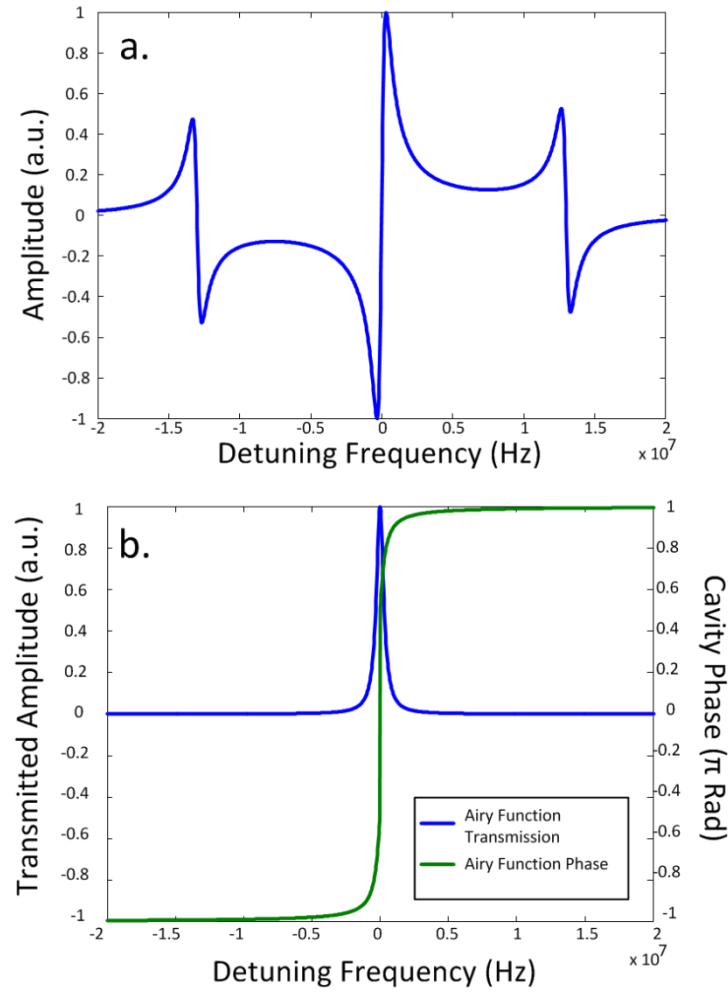 a.
Amplitude (a.u.)
1
0.8
0.6
0.4
0.2
0
-0.2
-0.4
-0.6
-0.8
-1
-2 -1.5 -1 -0.5 0 0.5 1 1.5 2
x 10⁷
Detuning Frequency (Hz)
b.
Transmitted Amplitude (a.u.)
1
0.8
0.6
0.4
0.2
0
-0.2
-0.4
-0.6
-0.8
-1
1
0.8
0.6
0.4
0.2
0
-0.2
-0.4
-0.6
-0.8
-1
Cavity Phase (π Rad)
Airy Function
Transmission
Airy Function Phase
-2 -1.5 -1 -0.5 0 0.5 1 1.5 2
x 10⁷
Detuning Frequency (Hz)